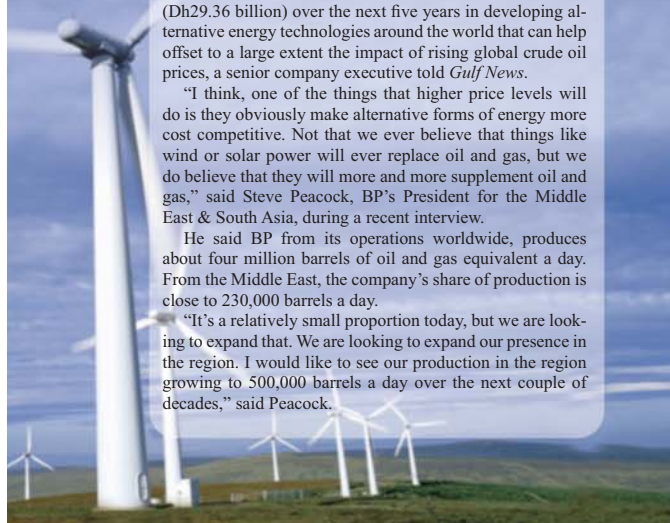 (Dh29.36 billion) over the next five years in developing al-
ternative energy technologies around the world that can help
offset to a large extent the impact of rising global crude oil
prices, a senior company executive told Gulf News.
“I think, one of the things that higher price levels will
do is they obviously make alternative forms of energy more
cost competitive. Not that we ever believe that things like
wind or solar power will ever replace oil and gas, but we
do believe that they will more and more supplement oil and
gas,” said Steve Peacock, BP’s President for the Middle
East & South Asia, during a recent interview.
He said BP from its operations worldwide, produces
about four million barrels of oil and gas equivalent a day.
From the Middle East, the company’s share of production is
close to 230,000 barrels a day.
“It’s a relatively small proportion today, but we are look-
ing to expand that. We are looking to expand our presence in
the region. I would like to see our production in the region
growing to 500,000 barrels a day over the next couple of
decades,” said Peacock.